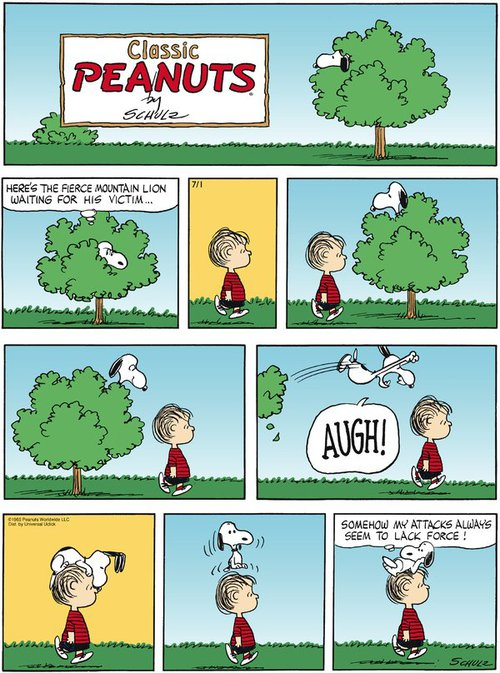 Classic
PEANUTS
by
SCHULZ
HERE'S THE FIERCE MOUNTAIN LION
WAITING FOR HIS VICTIM...
7/1
AUGH!
©1965 Peanuts Worldwide LLC
Dist. by Universal Uclick
SOMEHOW MY ATTACKS ALWAYS
SEEM TO LACK FORCE!
SCHULZ